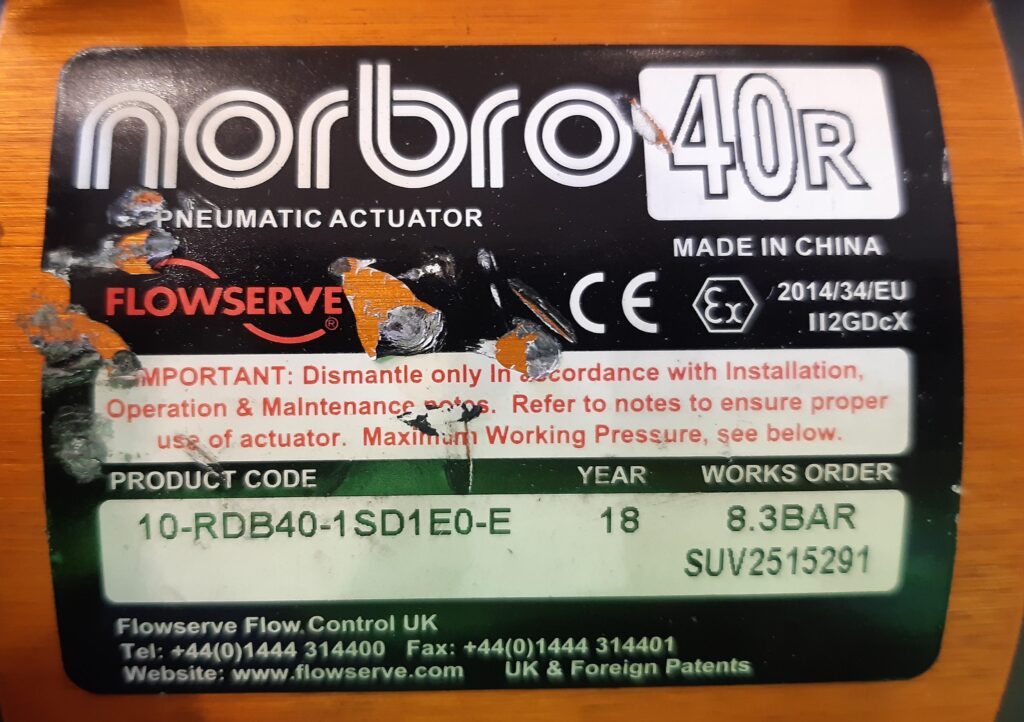 norbro 40R
PNEUMATIC ACTUATOR
MADE IN CHINA
FLOWSERVE ®
CE Ex 2014/34/EU
II2GDcX
IMPORTANT: Dismantle only In accordance with Installation,
Operation & MaIntenance notes. Refer to notes to ensure proper
use of actuator. Maximum Working Pressure, see below.
PRODUCT CODE YEAR WORKS ORDER
10-RDB40-1SD1E0-E 18 8.3BAR
SUV2515291
Flowserve Flow Control UK
Tel: +44(0)1444 314400 Fax: +44(0)1444 314401
Website: www.flowserve.com UK & Foreign Patents